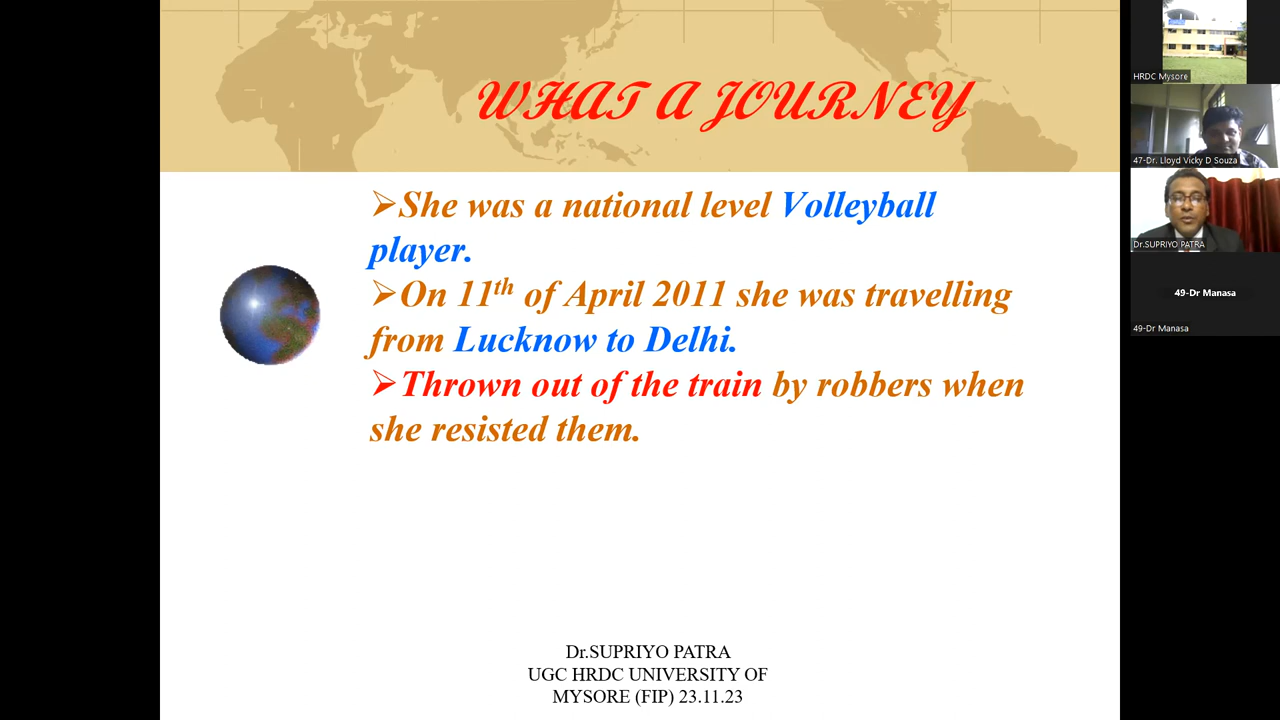 WHAT A JOURNEY
➢She was a national level Volleyball
player.
➢On 11th of April 2011 she was travelling
from Lucknow to Delhi.
➢Thrown out of the train by robbers when
she resisted them.
Dr.SUPRIYO PATRA
UGC HRDC UNIVERSITY OF
MYSORE (FIP) 23.11.23
HRDC Mysore
47-Dr. Lloyd Vicky D Souza
Dr.SUPRIYO PATRA
49-Dr Manasa
49-Dr Manasa